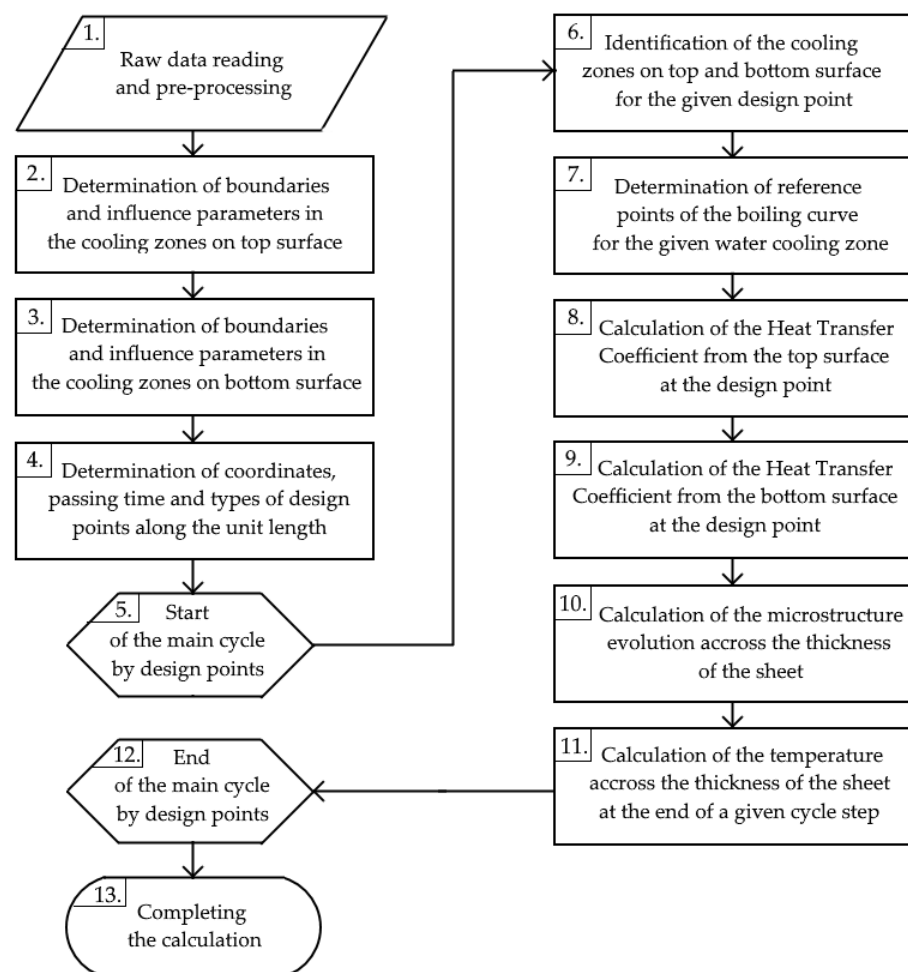 1.
Raw data reading
and pre-processing
2.
Determination of boundaries
and influence parameters in
the cooling zones on top surface
3.
Determination of boundaries
and influence parameters in
the cooling zones on bottom surface
4.
Determination of coordinates,
passing time and types of design
points along the unit length
5.
Start
of the main cycle
by design points
6.
Identification of the cooling
zones on top and bottom surface
for the given design point
7.
Determination of reference
points of the boiling curve
for the given water cooling zone
8.
Calculation of the Heat Transfer
Coefficient from the top surface
at the design point
9.
Calculation of the Heat Transfer
Coefficient from the bottom surface
at the design point
10.
Calculation of the microstructure
evolution accross the thickness
of the sheet
11.
Calculation of the temperature
accross the thickness of the sheet
at the end of a given cycle step
12.
End
of the main cycle
by design points
13.
Completing
the calculation